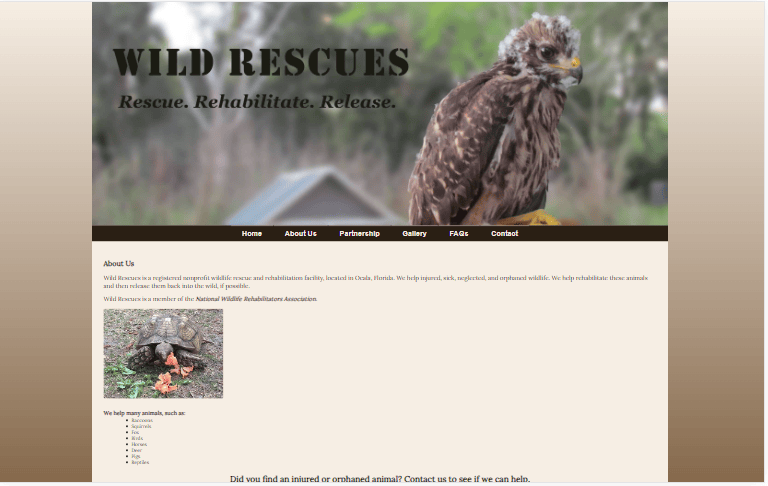 WILD RESCUES
Rescue. Rehabilitate. Release.
Home About Us Partnership Gallery FAQs Contact
About Us
Wild Rescues is a registered nonprofit wildlife rescue and rehabilitation facility, located in Ocala, Florida. We help injured, sick, neglected, and orphaned wildlife. We help rehabilitate these animals
and then release them back into the wild, if possible.
Wild Rescues is a member of the National Wildlife Rehabilitators Association.
We help many animals, such as:
Raccoons
Squirrels
Fox
Birds
Horses
Deer
Pigs
Reptiles
Did you find an injured or orphaned animal? Contact us to see if we can help.